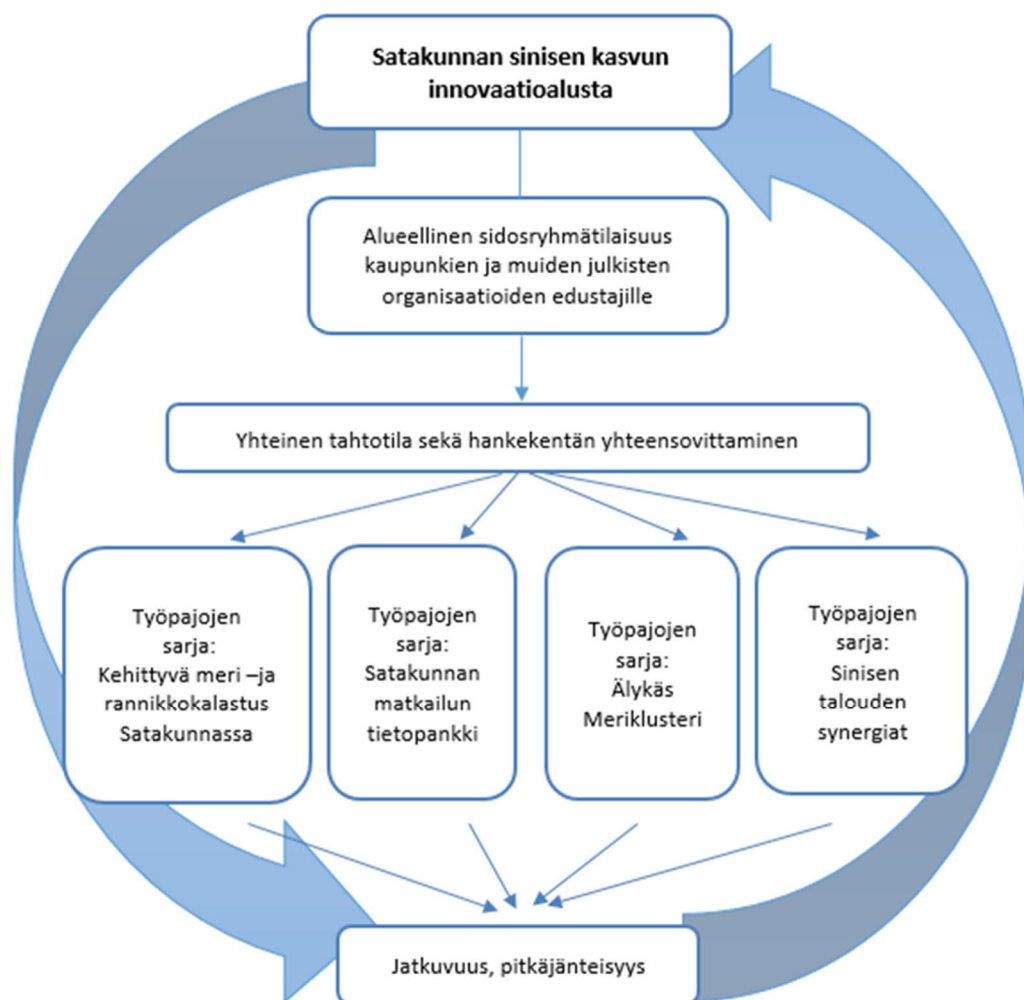 Satakunnan sinisen kasvun
innovaatioalusta
Alueellinen sidosryhmätilaisuus
kaupunkien ja muiden julkisten
organisaatioiden edustajille
Yhteinen tahtotila sekä hankekentän yhteensovittaminen
Työpajojen
sarja:
Kehittyvä meri –ja
rannikkokalastus
Satakunnassa
Työpajojen
sarja:
Satakunnan
matkailun
tietopankki
Työpajojen
sarja:
Älykäs
Meriklusteri
Työpajojen
sarja:
Sinisen
talouden
synergiat
Jatkuvuus, pitkäjänteisyys